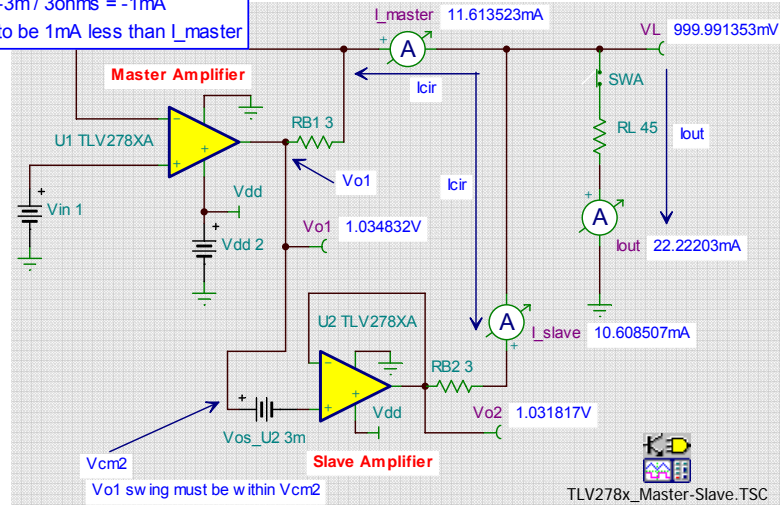 -3m / 3ohms = -1mA
to be 1mA less than I_master
I_master 11.613523mA
VL 999.991353mV
A
Master Amplifier
Icir
SWA
U1 TLV278XA
RB1 3
RL 45
Iout
Vo1
Icir
Vin 1
Vdd
Vdd 2
Vo1 1.034832V
A
Iout 22.22203mA
U2 TLV278XA
A
I_slave 10.608507mA
RB2 3
Vos_U2 3m
Vdd
Vo2 1.031817V
Vcm2
Slave Amplifier
Vo1 swing must be within Vcm2
TLV278x_Master-Slave.TSC